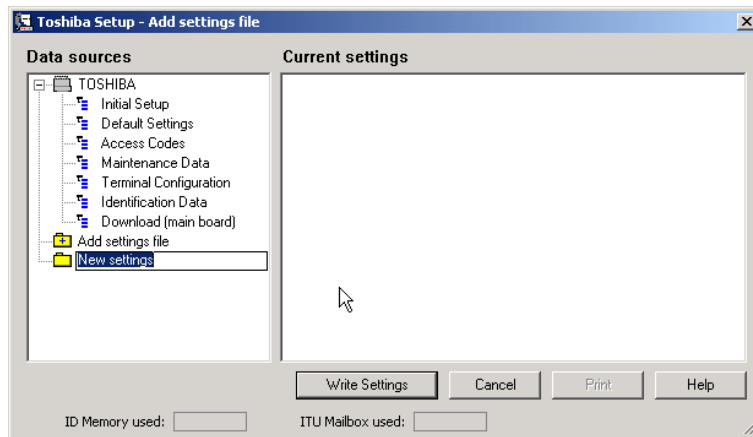 Toshiba Setup - Add settings file
Data sources
Current settings
TOSHIBA
Initial Setup
Default Settings
Access Codes
Maintenance Data
Terminal Configuration
Identification Data
Download (main board)
Add settings file
New settings
Write Settings
Cancel
Print
Help
ID Memory used:
ITU Mailbox used: